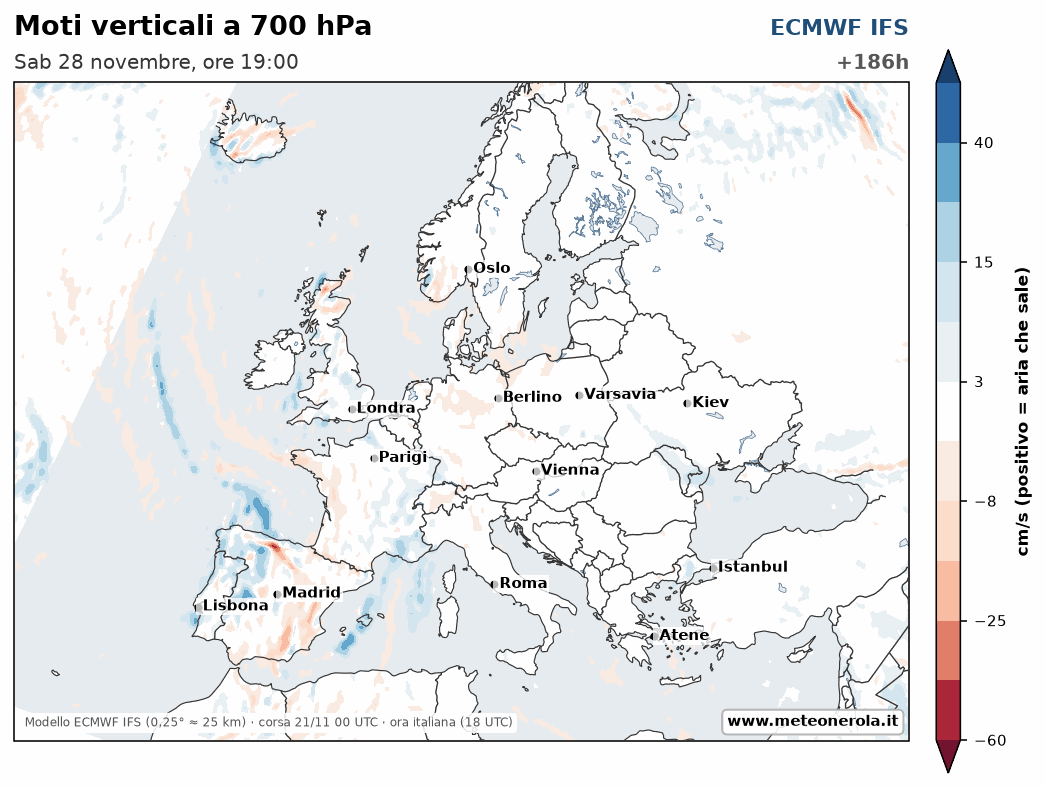 Moti verticali a 700 hPa
ECMWF IFS
Sab 28 novembre, ore 19:00
+186h
40
15
3
−8
−25
−60
cm/s (positivo = aria che sale)
Oslo
Londra
Berlino
Varsavia
Kiev
Parigi
Vienna
Istanbul
Roma
Madrid
Lisbona
Atene
Modello ECMWF IFS (0,25° ≈ 25 km) · corsa 21/11 00 UTC · ora italiana (18 UTC)
www.meteonerola.it